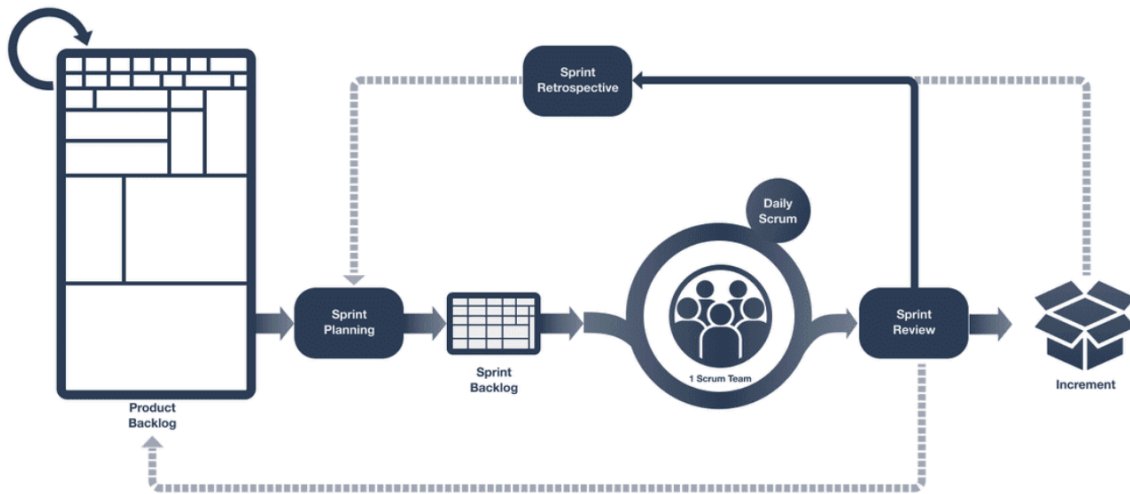 Sprint
Retrospective
Daily
Scrum
Sprint
Planning
Sprint
Review
1 Scrum Team
Sprint
Backlog
Increment
Product
Backlog